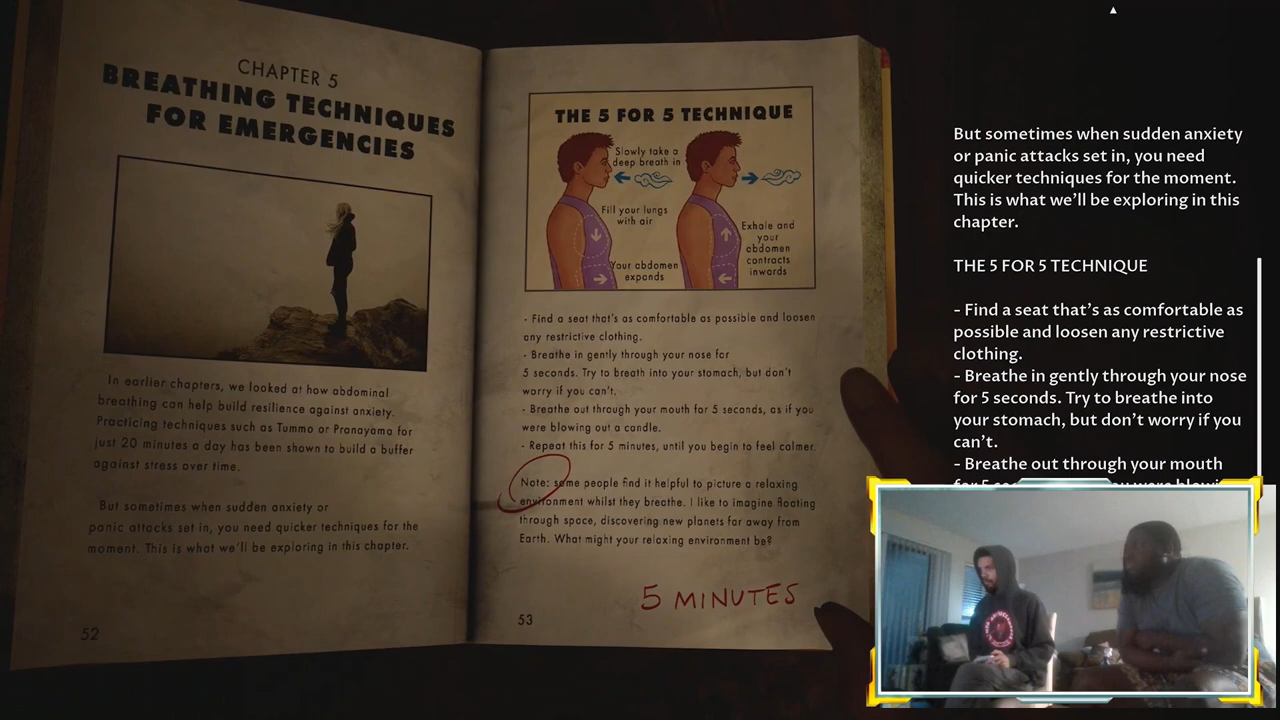 CHAPTER 5
BREATHING TECHNIQUES
FOR EMERGENCIES
In earlier chapters, we looked at how abdominal
breathing can help build resilience against anxiety.
Practicing techniques such as Tummo or Pranayama for
just 20 minutes a day has been shown to build a buffer
against stress over time.
But sometimes when sudden anxiety or
panic attacks set in, you need quicker techniques for the
moment. This is what we'll be exploring in this chapter.
52
THE 5 FOR 5 TECHNIQUE
Slowly take a
deep breath in
Fill your lungs
with air
Your abdomen
expands
Exhale and
your
abdomen
contracts
inwards
- Find a seat that's as comfortable as possible and loosen
any restrictive clothing.
- Breathe in gently through your nose for
5 seconds. Try to breath into your stomach, but don't
worry if you can't.
- Breathe out through your mouth for 5 seconds, as if you
were blowing out a candle.
- Repeat this for 5 minutes, until you begin to feel calmer.
Note: some people find it helpful to picture a relaxing
environment whilst they breathe. I like to imagine floating
through space, discovering new planets far away from
Earth. What might your relaxing environment be?
5 MINUTES
53
But sometimes when sudden anxiety
or panic attacks set in, you need
quicker techniques for the moment.
This is what we'll be exploring in this
chapter.
THE 5 FOR 5 TECHNIQUE
- Find a seat that's as comfortable as
possible and loosen any restrictive
clothing.
- Breathe in gently through your nose
for 5 seconds. Try to breathe into
your stomach, but don't worry if you
can't.
- Breathe out through your mouth